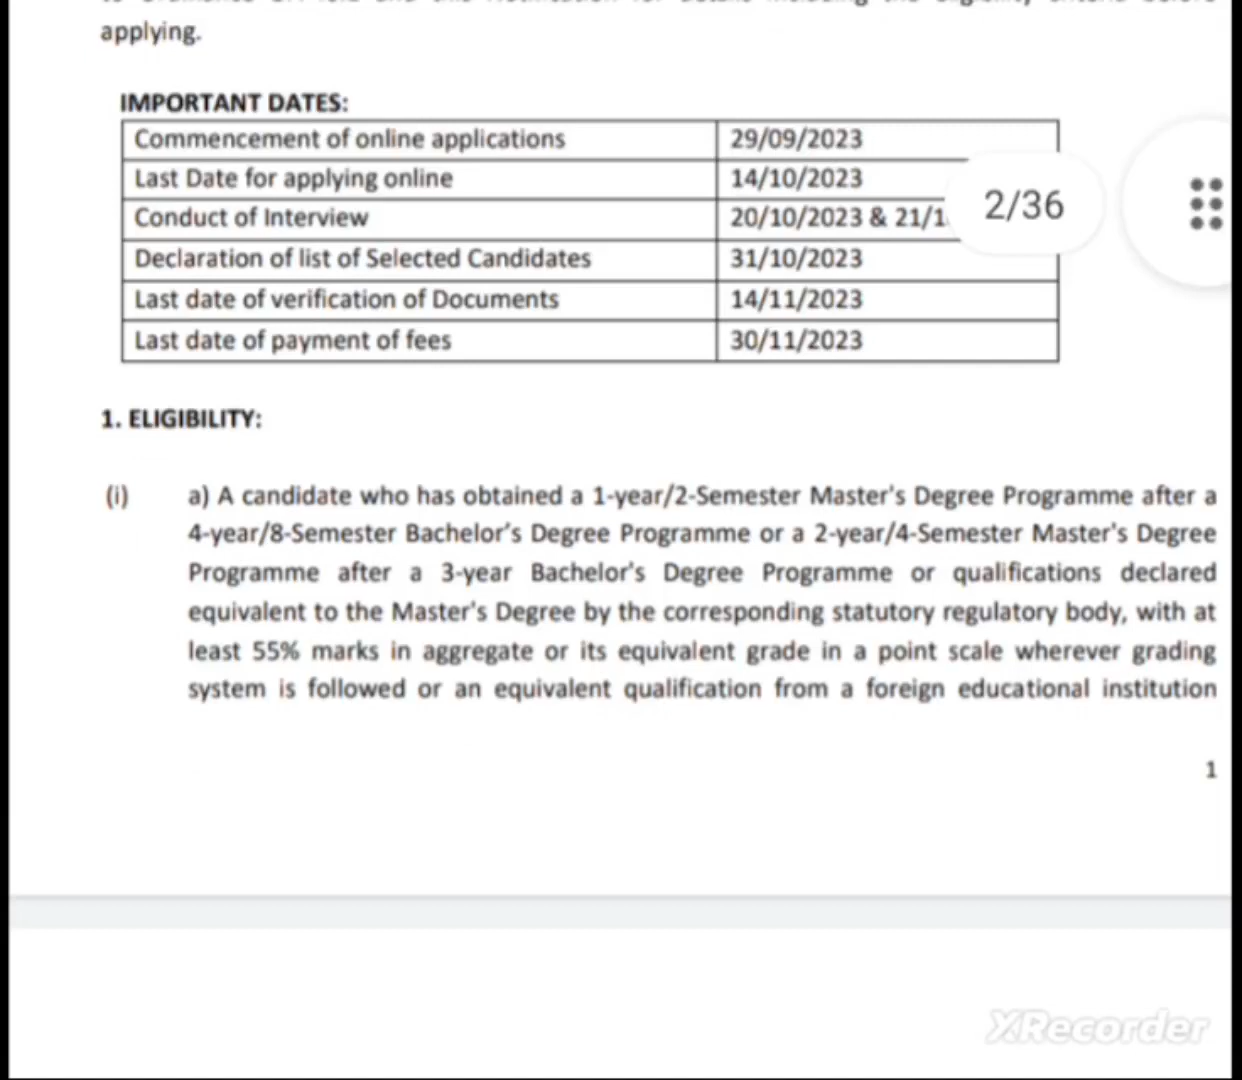 applying.
IMPORTANT DATES:
Commencement of online applications 29/09/2023
Last Date for applying online 14/10/2023
Conduct of Interview 20/10/2023 & 21/1
2/36
Declaration of list of Selected Candidates 31/10/2023
Last date of verification of Documents 14/11/2023
Last date of payment of fees 30/11/2023
1. ELIGIBILITY:
(i) a) A candidate who has obtained a 1-year/2-Semester Master's Degree Programme after a
4-year/8-Semester Bachelor's Degree Programme or a 2-year/4-Semester Master's Degree
Programme after a 3-year Bachelor's Degree Programme or qualifications declared
equivalent to the Master's Degree by the corresponding statutory regulatory body, with at
least 55% marks in aggregate or its equivalent grade in a point scale wherever grading
system is followed or an equivalent qualification from a foreign educational institution
1
XRecorder